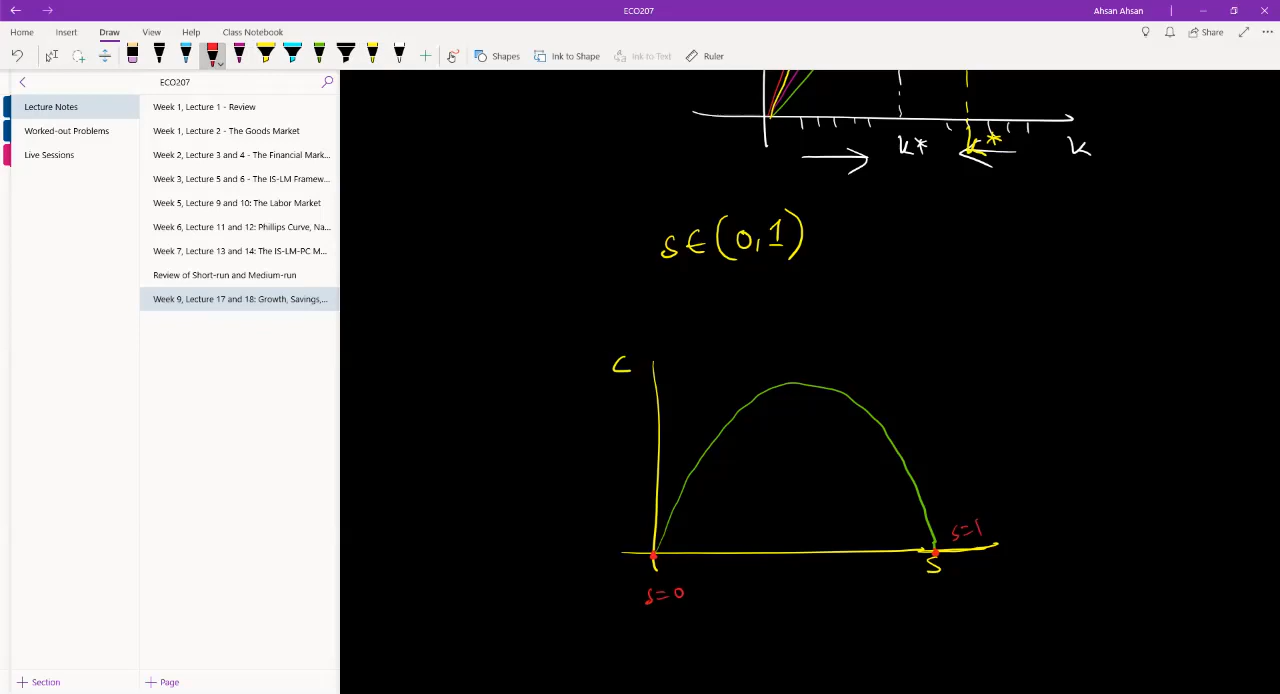 ECO207
Ahsan Ahsan
Home Insert Draw View Help Class Notebook
Share
Shapes Ink to Shape Ink to Text Ruler
ECO207
Lecture Notes
Worked-out Problems
Live Sessions
Week 1, Lecture 1 - Review
Week 1, Lecture 2 - The Goods Market
Week 2, Lecture 3 and 4 - The Financial Mark...
Week 3, Lecture 5 and 6 - The IS-LM Framew...
Week 5, Lecture 9 and 10: The Labor Market
Week 6, Lecture 11 and 12: Phillips Curve, Na...
Week 7, Lecture 13 and 14: The IS-LM-PC M...
Review of Short-run and Medium-run
Week 9, Lecture 17 and 18: Growth, Savings,...
Section
Page
k* k* k
s∈(0,1)
C
s=1
S
s=0